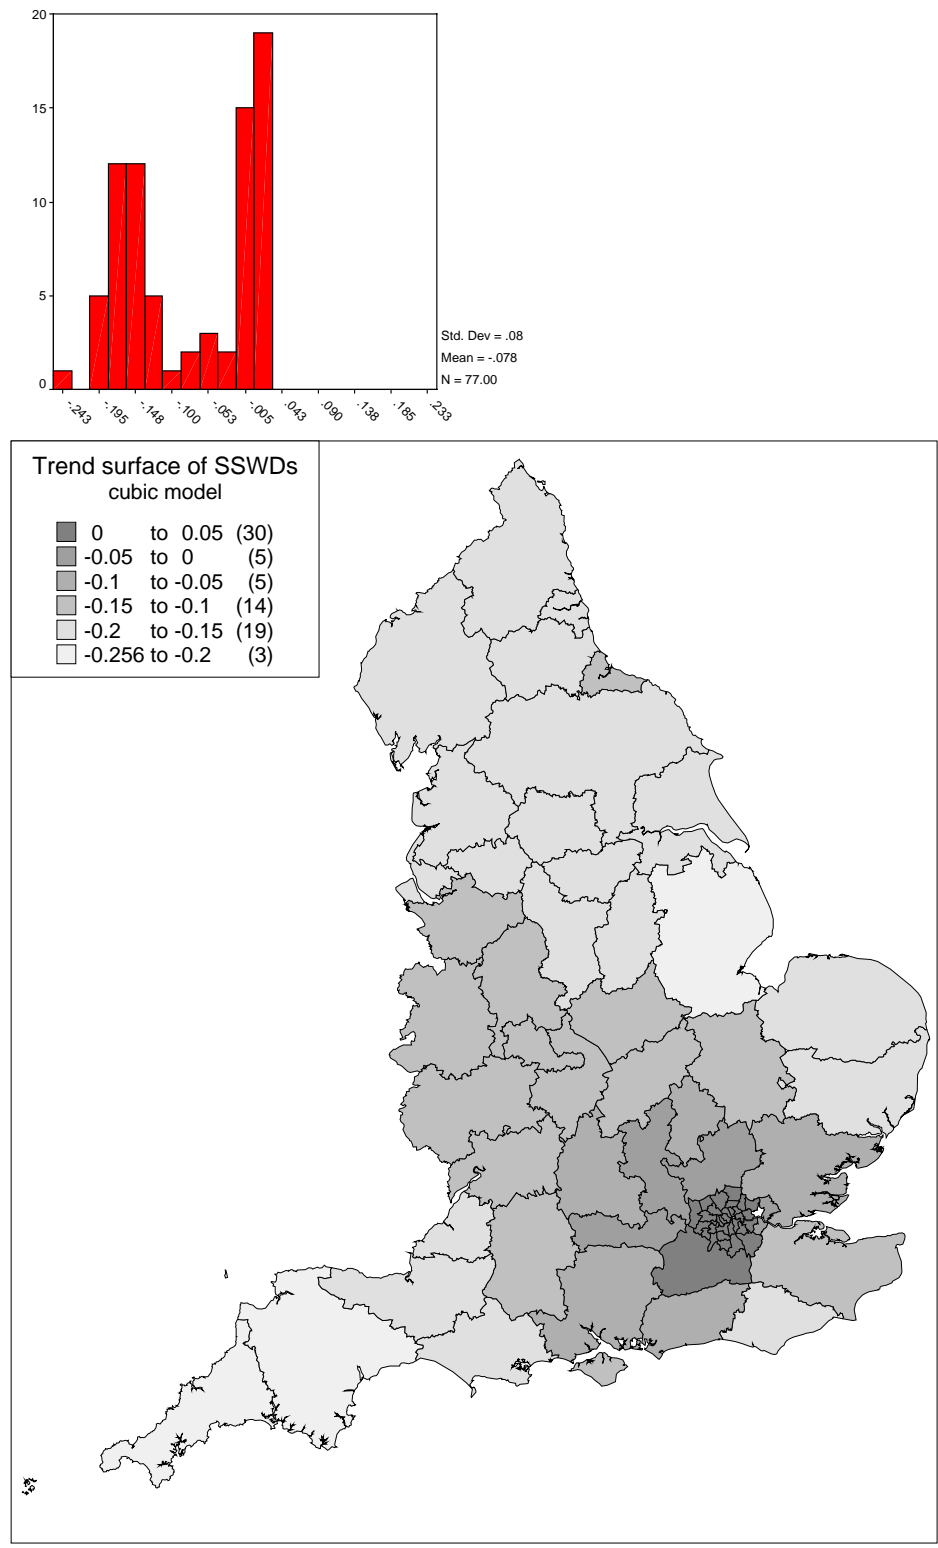 20
15
10
5
0
Std. Dev = .08
Mean = -.078
N = 77.00
-.243 -.195 -.148 -.100 -.053 -.005 .043 .090 .138 .185 .233
Trend surface of SSWDs
cubic model
0 to 0.05 (30)
-0.05 to 0 (5)
-0.1 to -0.05 (5)
-0.15 to -0.1 (14)
-0.2 to -0.15 (19)
-0.256 to -0.2 (3)